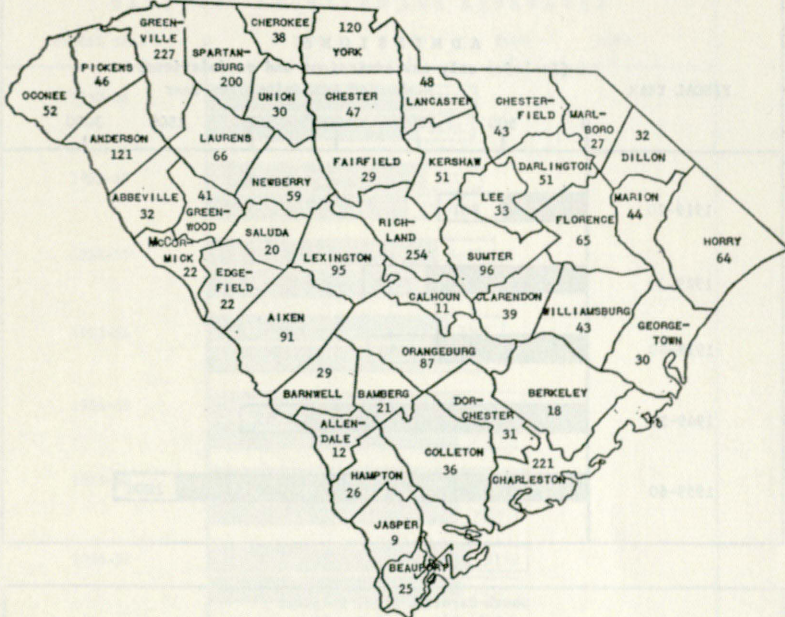 GREEN-
VILLE
227
CHEROKEE
38
120
YORK
PICKENS
46
SPARTAN-
BURG
200
OCONEE
52
UNION
30
CHESTER
47
48
LANCASTER
CHESTER-
FIELD
43
MARL-
BORO
27
32
DILLON
ANDERSON
121
LAURENS
66
FAIRFIELD
29
KERSHAW
51
DARLINGTON
51
ABBEVILLE
32
41
GREEN-
WOOD
NEWBERRY
59
LEE
33
MARION
44
McCOR-
MICK
22
SALUDA
20
RICH-
LAND
254
FLORENCE
65
HORRY
64
EDGE-
FIELD
22
LEXINGTON
95
SUMTER
96
AIKEN
91
CALHOUN
11
CLARENDON
39
WILLIAMSBURG
43
GEORGE-
TOWN
30
29
BARNWELL
ORANGEBURG
87
BAMBERG
21
DOR-
CHESTER
31
BERKELEY
18
ALLEN-
DALE
12
COLLETON
36
221
CHARLESTON
HAMPTON
26
JASPER
9
BEAUFORT
25